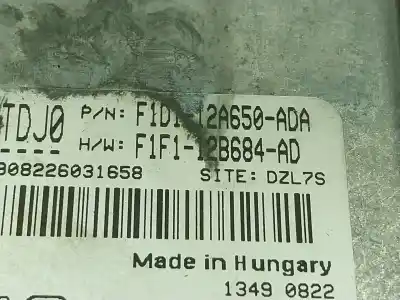 TDJ0 P/N: F1D1-12A650-ADA
H/W: F1F1-12B684-AD
908226031658 SITE: DZL7S
Made in Hungary
1349 0822